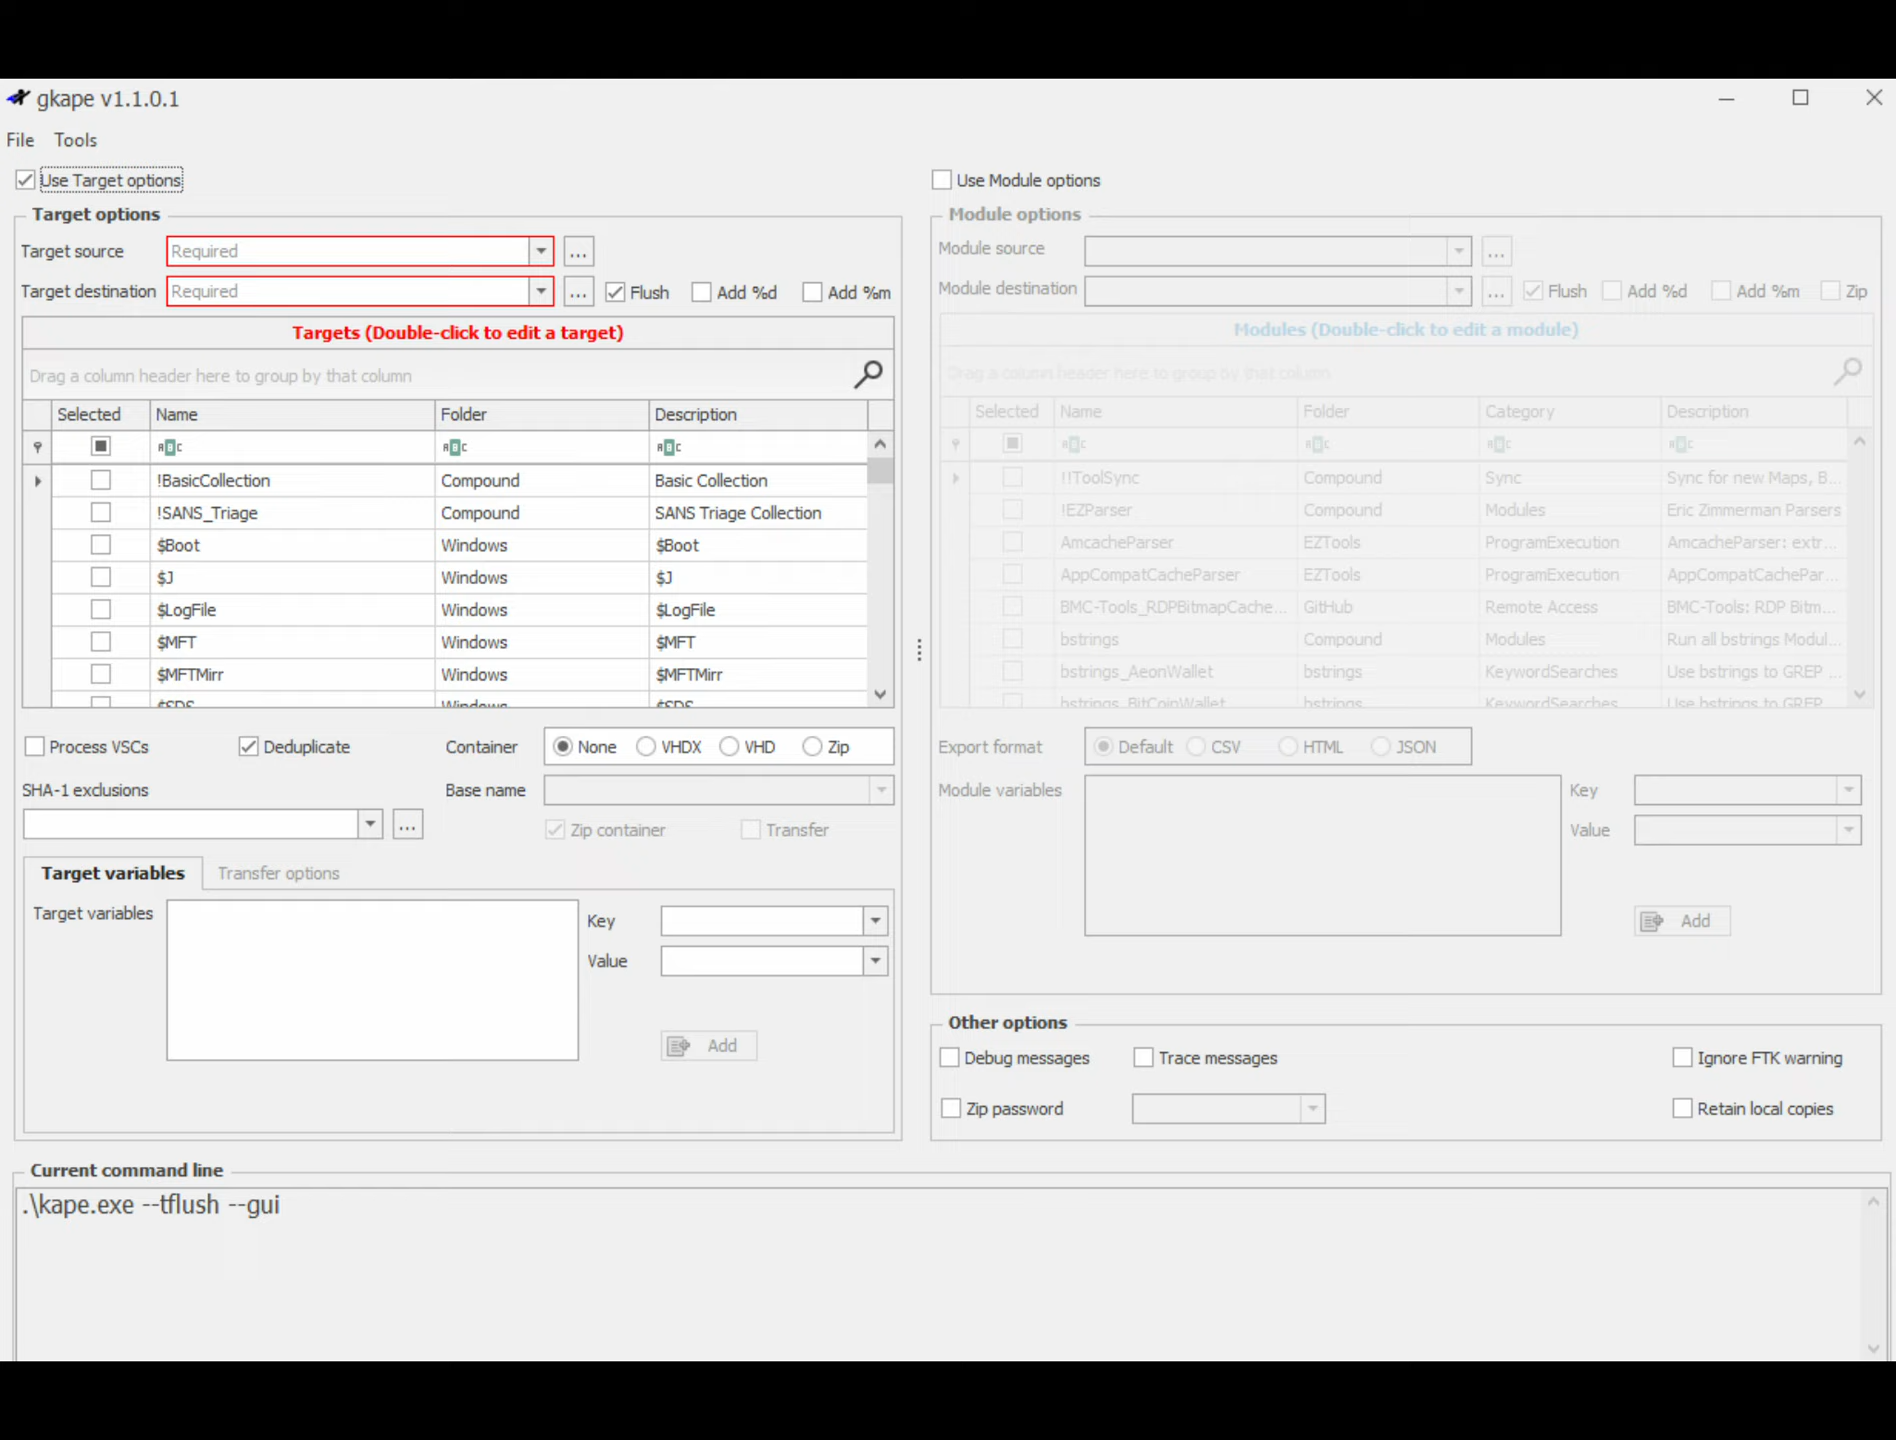 gkape v1.1.0.1
File Tools
Use Target options
Target options
Target source Required ...
Target destination Required ... Flush Add %d Add %m
Targets (Double-click to edit a target)
Drag a column header here to group by that column
Selected Name Folder Description
ABC ABC ABC
!BasicCollection Compound Basic Collection
!SANS_Triage Compound SANS Triage Collection
$Boot Windows $Boot
$J Windows $J
$LogFile Windows $LogFile
$MFT Windows $MFT
$MFTMirr Windows $MFTMirr
$SDS Windows $SDS
Process VSCs Deduplicate Container None VHDX VHD Zip
SHA-1 exclusions Base name
... Zip container Transfer
Target variables Transfer options
Target variables Key
Value
Add
Use Module options
Module options
Module source ...
Module destination ... Flush Add %d Add %m Zip
Modules (Double-click to edit a module)
Drag a column header here to group by that column
Selected Name Folder Category Description
ABC ABC ABC ABC
!!ToolSync Compound Sync Sync for new Maps, B...
!EZParser Compound Modules Eric Zimmerman Parsers
AmcacheParser EZTools ProgramExecution AmcacheParser: extr...
AppCompatCacheParser EZTools ProgramExecution AppCompatCachePar...
BMC-Tools_RDPBitmapCache... GitHub Remote Access BMC-Tools: RDP Bitm...
bstrings Compound Modules Run all bstrings Modul...
bstrings_AeonWallet bstrings KeywordSearches Use bstrings to GREP ...
bstrings_BitCoinWallet bstrings KeywordSearches Use bstrings to GREP ...
Export format Default CSV HTML JSON
Module variables Key
Value
Add
Other options
Debug messages Trace messages Ignore FTK warning
Zip password Retain local copies
Current command line
.\kape.exe --tflush --gui